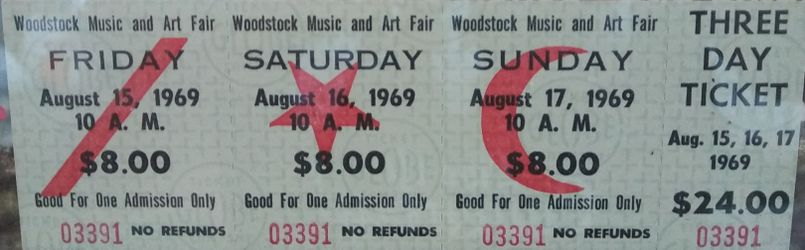 Woodstock Music and Art Fair
FRIDAY
August 15, 1969
10 A. M.
$8.00
Good For One Admission Only
03391 NO REFUNDS
Woodstock Music and Art Fair
SATURDAY
August 16, 1969
10 A. M.
$8.00
Good For One Admission Only
03391 NO REFUNDS
Woodstock Music and Art Fair
SUNDAY
August 17, 1969
10 A. M.
$8.00
Good For One Admission Only
03391 NO REFUNDS
THREE
DAY
TICKET
Aug. 15, 16, 17
1969
$24.00
03391